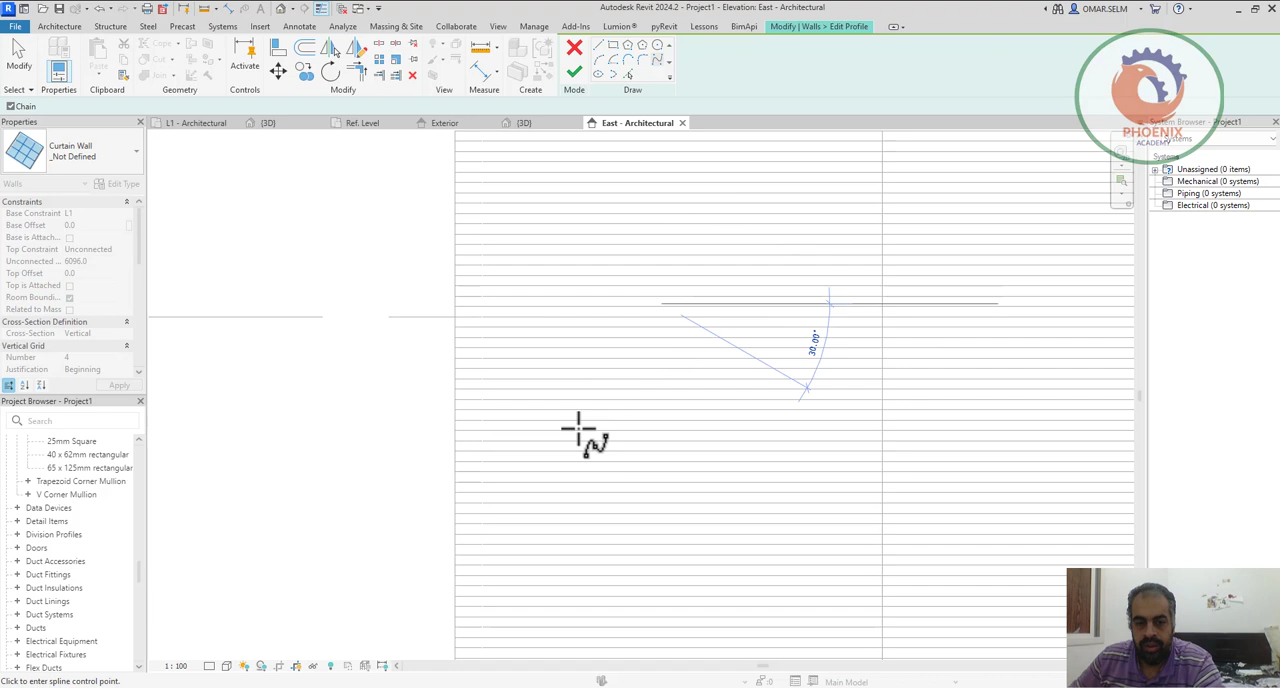 Autodesk Revit 2024.2 - Project1 - Elevation: East - Architectural
OMAR.SELM
File Architecture Structure Steel Precast Systems Insert Annotate Analyze Massing & Site Collaborate View Manage Add-Ins Lumion® pyRevit Lessons BimApi Modify | Walls > Edit Profile
Modify
Paste
Cope
Cut
Join
Activate
Select Properties Clipboard Geometry Controls Modify View Measure Create Mode Draw
Chain
Properties
L1 - Architectural {3D} Ref. Level Exterior {3D} East - Architectural
System Browser - Project1
PHOENIX
ACADEMY
Curtain Wall
_Not Defined
Walls Edit Type
Constraints
Base Constraint L1
Base Offset 0.0
Base is Attach...
Top Constraint Unconnected
Unconnected ... 6096.0
Top Offset 0.0
Top is Attached
Room Boundi...
Related to Mass
Cross-Section Definition
Cross-Section Vertical
Vertical Grid
Number 4
Justification Beginning
Apply
Systems
Systems
Unassigned (0 items)
Mechanical (0 systems)
Piping (0 systems)
Electrical (0 systems)
30.00°
Project Browser - Project1
Search
25mm Square
40 x 62mm rectangular
65 x 125mm rectangular
Trapezoid Corner Mullion
V Corner Mullion
Data Devices
Detail Items
Division Profiles
Doors
Duct Accessories
Duct Fittings
Duct Insulations
Duct Linings
Duct Systems
Ducts
Electrical Equipment
Electrical Fixtures
Flex Ducts
1 : 100
Click to enter spline control point.
:0
Main Model